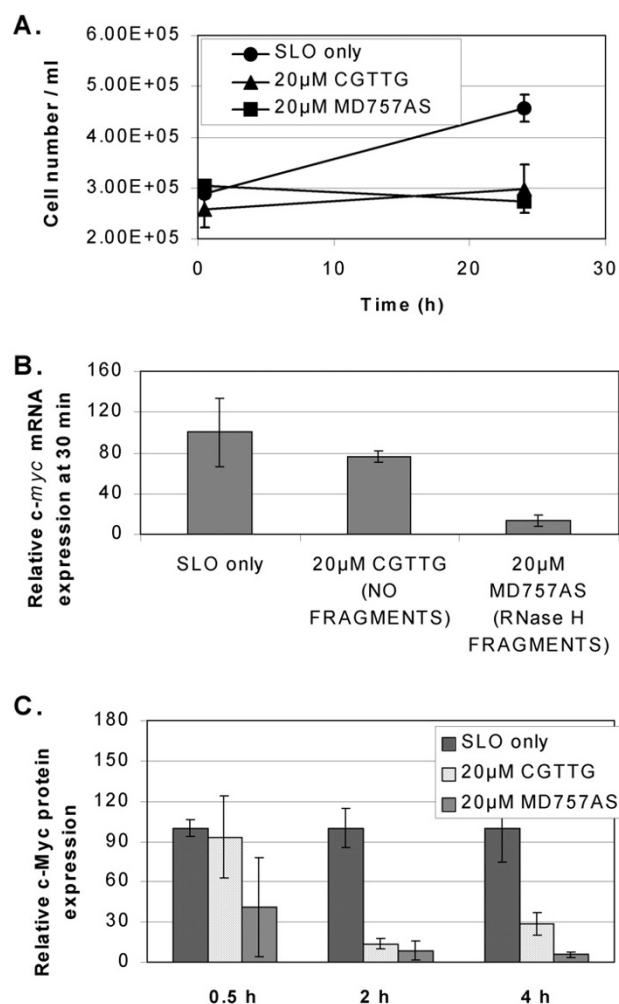 A.
6.00E+05
5.00E+05
4.00E+05
3.00E+05
2.00E+05
Cell number / ml
SLO only
20µM CGTTG
20µM MD757AS
0 10 20 30
Time (h)
B.
160
120
80
40
0
Relative c-myc mRNA
expression at 30 min
SLO only
20µM CGTTG
(NO
FRAGMENTS)
20µM
MD757AS
(RNase H
FRAGMENTS)
C.
180
150
120
90
60
30
0
Relative c-Myc protein
expression
SLO only
20µM CGTTG
20µM MD757AS
0.5 h 2 h 4 h